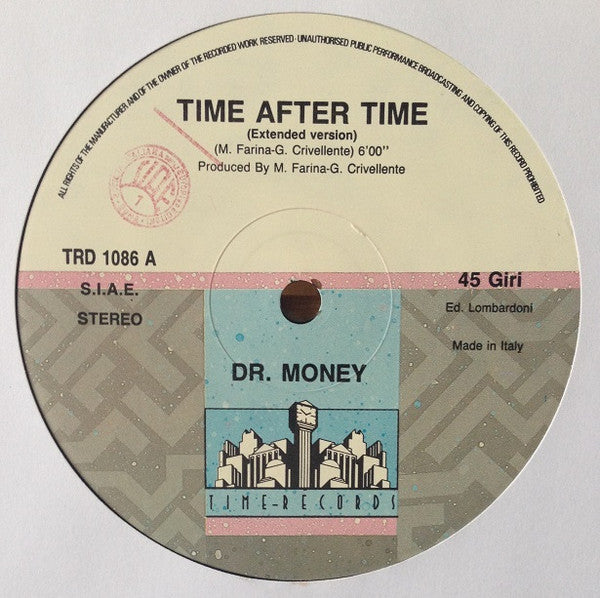 ALL RIGHTS OF THE MANUFACTURER AND OF THE OWNER OF THE RECORDED WORK RESERVED · UNAUTHORISED PUBLIC PERFORMANCE BROADCASTING AND COPYING OF THIS RECORD PROHIBITED
TIME AFTER TIME
(Extended version)
(M. Farina-G. Crivellente) 6'00"
Produced By M. Farina-G. Crivellente
TRD 1086 A
S.I.A.E.
STEREO
45 Giri
Ed. Lombardoni
Made in Italy
DR. MONEY
TIME-RECORDS